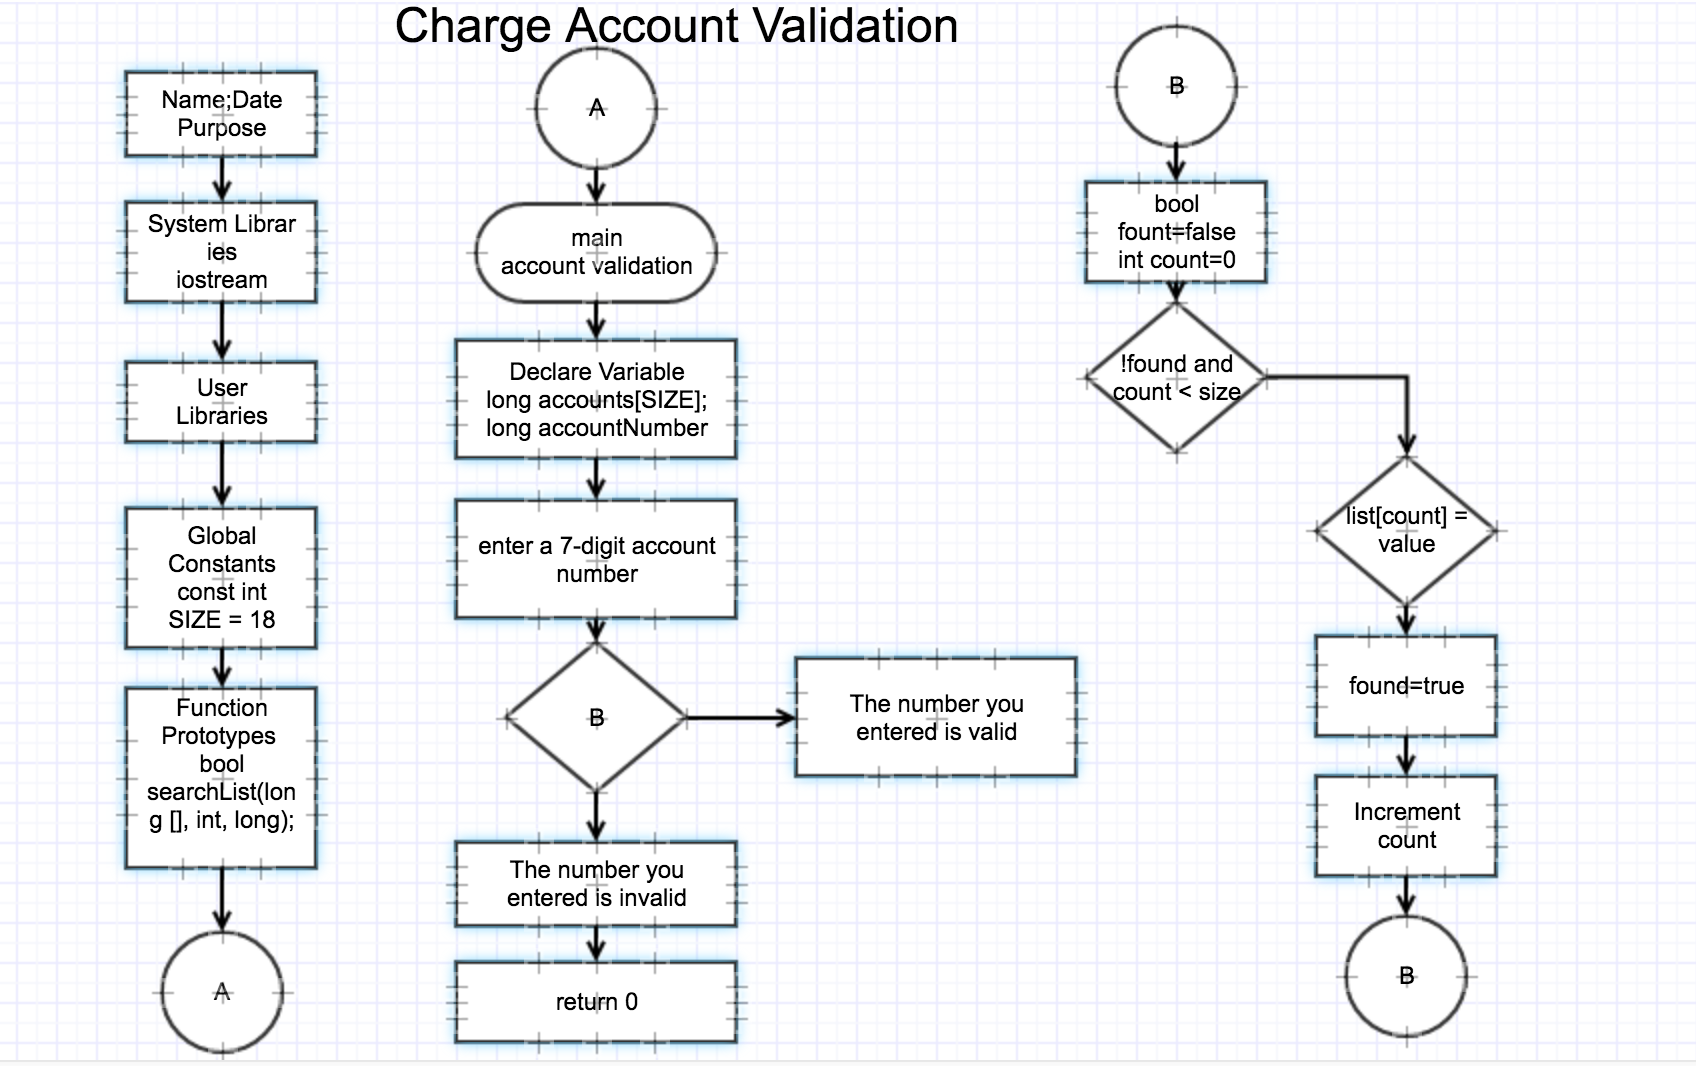 Charge Account Validation
Name;Date
Purpose
System Librar
ies
iostream
User
Libraries
Global
Constants
const int
SIZE = 18
Function
Prototypes
bool
searchList(lon
g [], int, long);
A
A
main
account validation
Declare Variable
long accounts[SIZE];
long accountNumber
enter a 7-digit account
number
B
The number you
entered is valid
The number you
entered is invalid
return 0
B
bool
fount=false
int count=0
!found and
count < size
list[count] =
value
found=true
Increment
count
B